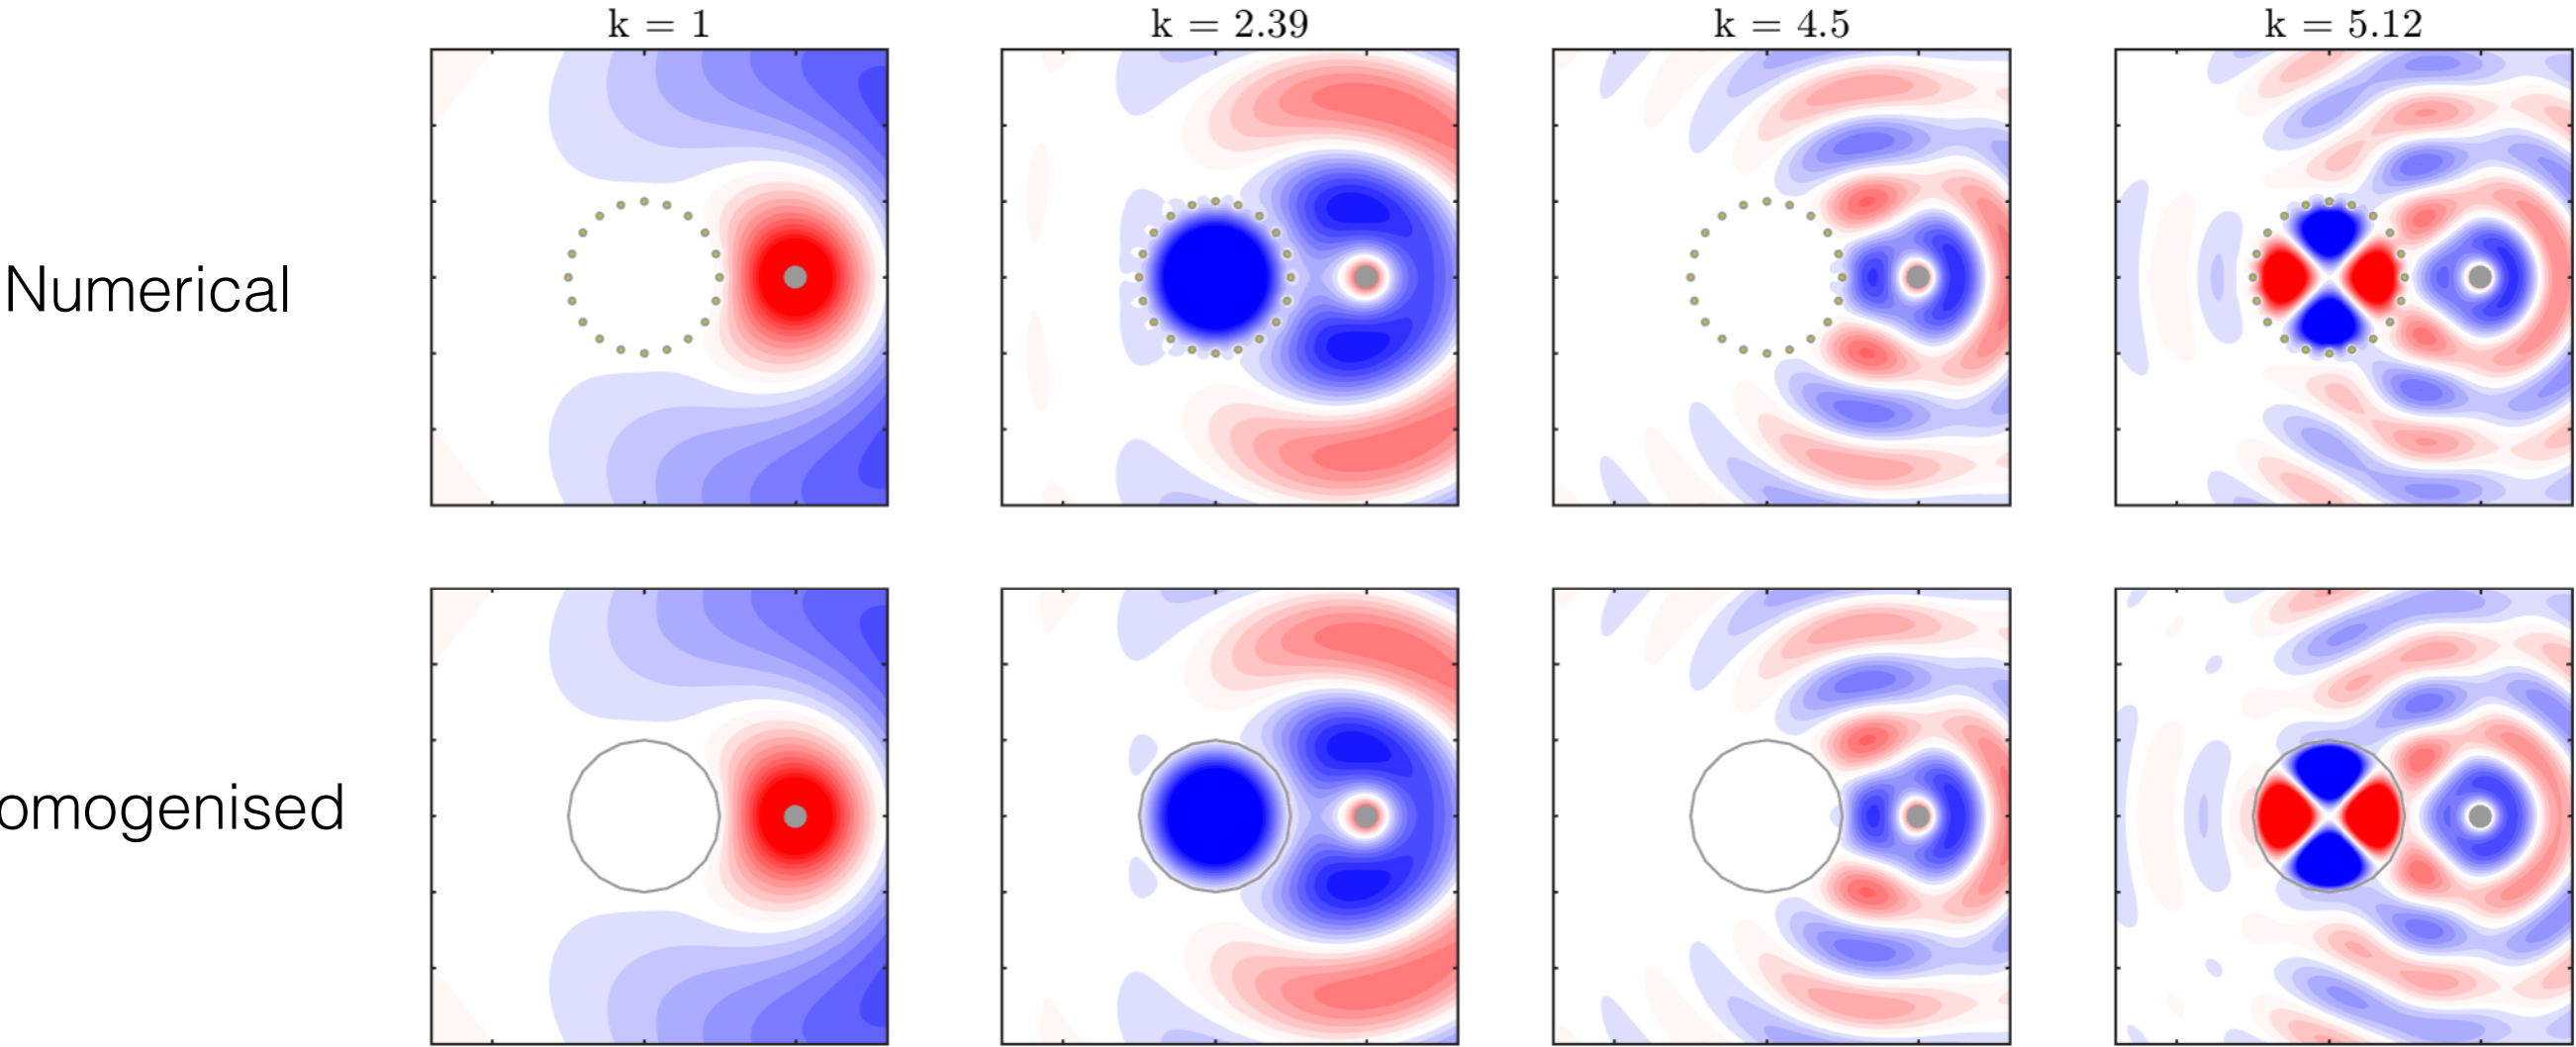 k = 1
k = 2.39
k = 4.5
k = 5.12
Numerical
omogenised